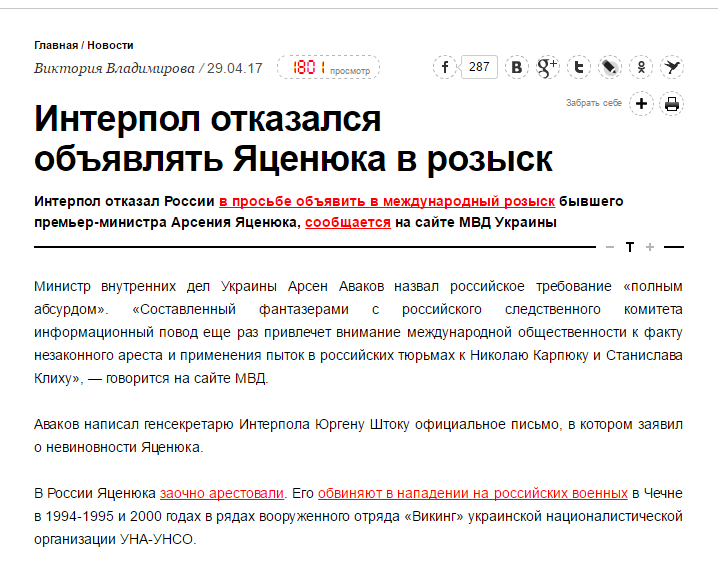 Главная / Новости
Виктория Владимирова / 29.04.17 1801 просмотр
f 287 B g+ t
Забрать себе +
Интерпол отказался
объявлять Яценюка в розыск
Интерпол отказал России в просьбе объявить в международный розыск бывшего
премьер-министра Арсения Яценюка, сообщается на сайте МВД Украины
− T +
Министр внутренних дел Украины Арсен Аваков назвал российское требование «полным
абсурдом». «Составленный фантазерами с российского следственного комитета
информационный повод еще раз привлечет внимание международной общественности к факту
незаконного ареста и применения пыток в российских тюрьмах к Николаю Карпюку и Станислава
Клиху», — говорится на сайте МВД.
Аваков написал генсекретарю Интерпола Юргену Штоку официальное письмо, в котором заявил
о невиновности Яценюка.
В России Яценюка заочно арестовали. Его обвиняют в нападении на российских военных в Чечне
в 1994-1995 и 2000 годах в рядах вооруженного отряда «Викинг» украинской националистической
организации УНА-УНСО.